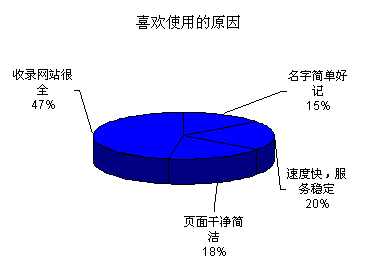 喜欢使用的原因
收录网站很
全
47%
名字简单好
记
15%
速度快，服
务稳定
20%
页面干净简
洁
18%